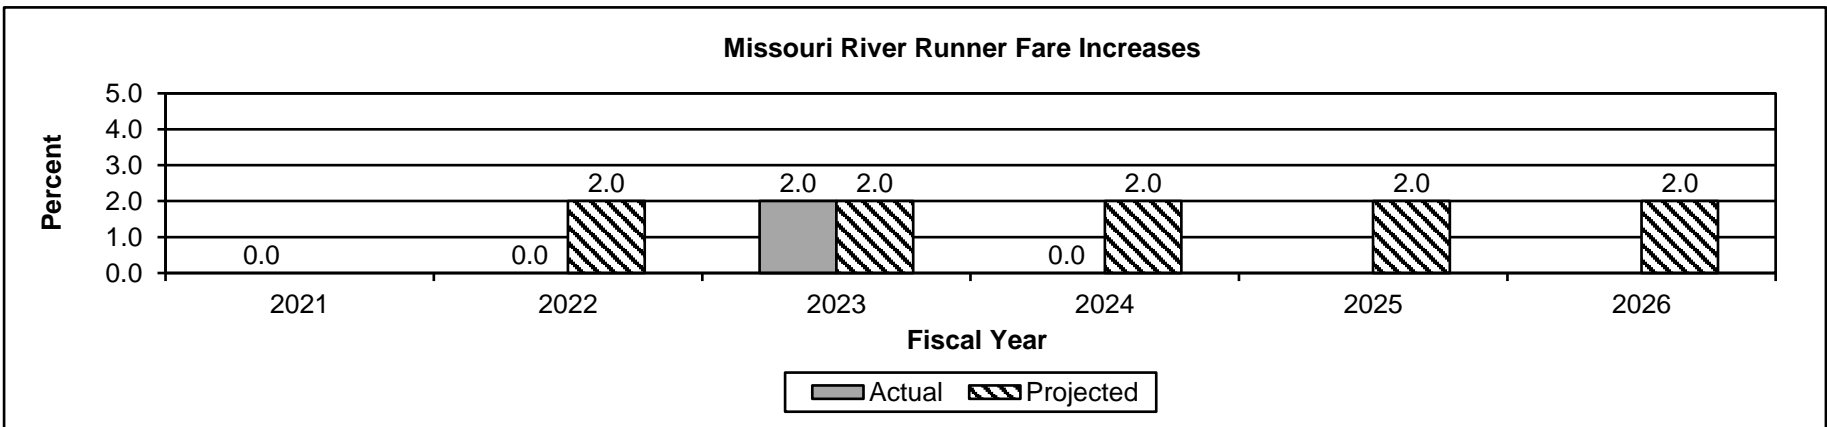 Missouri River Runner Fare Increases
Percent
5.0
4.0
3.0
2.0
1.0
0.0
0.0
0.0 2.0
2.0 2.0
0.0 2.0
2.0
2.0
2021 2022 2023 2024 2025 2026
Fiscal Year
Actual Projected